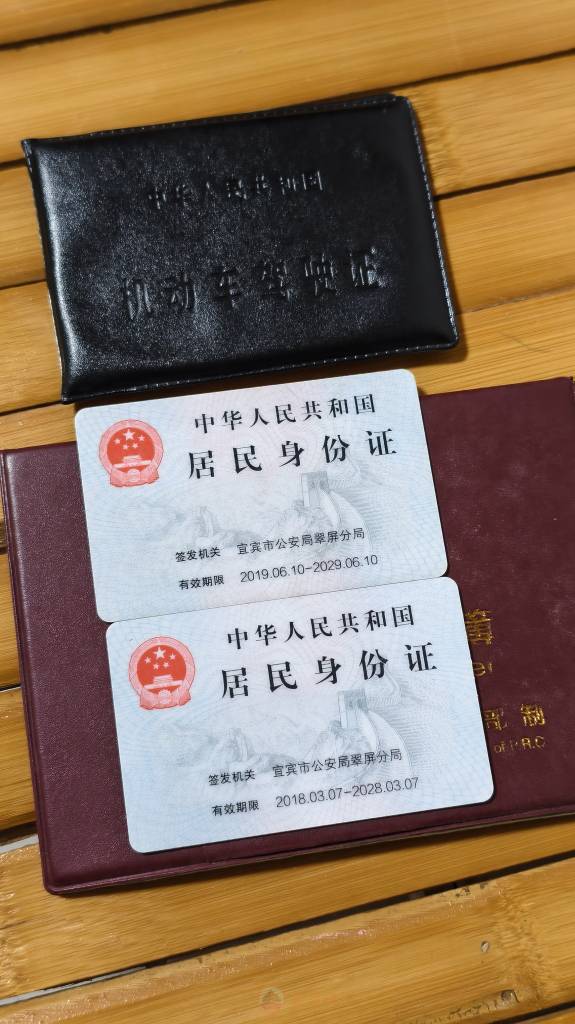 中华人民共和国
机动车驾驶证
中华人民共和国
居民身份证
签发机关 宜宾市公安局翠屏分局
有效期限 2019.06.10-2029.06.10
中华人民共和国
居民身份证
签发机关 宜宾市公安局翠屏分局
有效期限 2018.03.07-2028.03.07
簿
制
of P.R.C